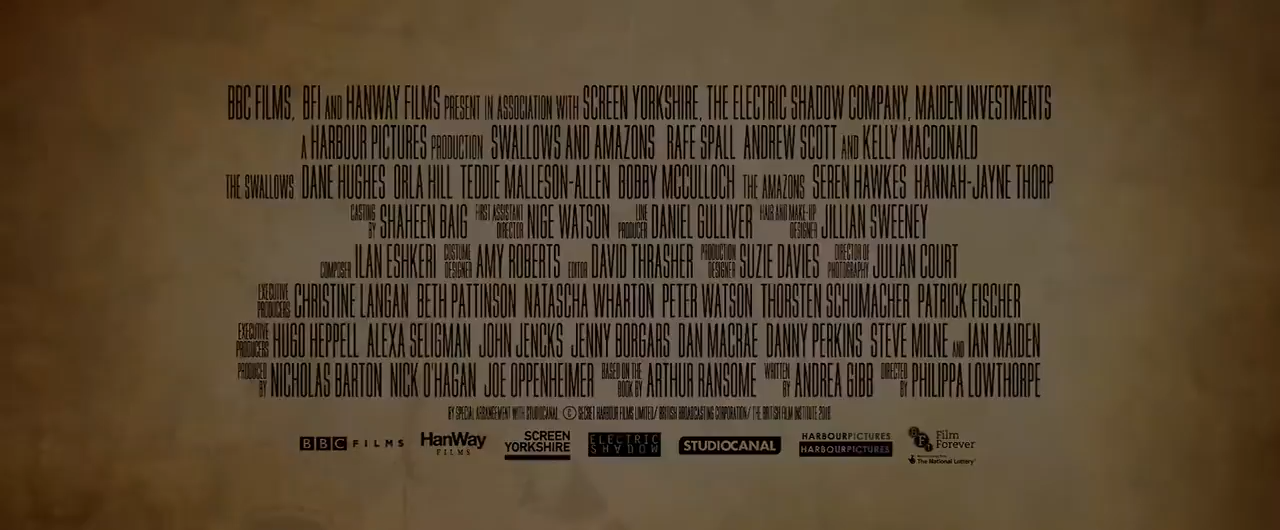 BBC FILMS, BFI AND HANWAY FILMS PRESENT IN ASSOCIATION WITH SCREEN YORKSHIRE, THE ELECTRIC SHADOW COMPANY, MAIDEN INVESTMENTS
A HARBOUR PICTURES PRODUCTION SWALLOWS AND AMAZONS RAFE SPALL ANDREW SCOTT AND KELLY MACDONALD
THE SWALLOWS DANE HUGHES ORLA HILL TEDDIE MALLESON-ALLEN BOBBY MCCULLOCH THE AMAZONS SEREN HAWKES HANNAH-JAYNE THORP
CASTING BY SHAHEEN BAIG FIRST ASSISTANT DIRECTOR NIGE WATSON LINE PRODUCER DANIEL GULLIVER HAIR AND MAKE-UP DESIGNER JILLIAN SWEENEY
COMPOSER ILAN ESHKERI COSTUME DESIGNER AMY ROBERTS EDITOR DAVID THRASHER PRODUCTION DESIGNER SUZIE DAVIES DIRECTOR OF PHOTOGRAPHY JULIAN COURT
EXECUTIVE PRODUCERS CHRISTINE LANGAN BETH PATTINSON NATASCHA WHARTON PETER WATSON THORSTEN SCHUMACHER PATRICK FISCHER
EXECUTIVE PRODUCERS HUGO HEPPELL ALEXA SELIGMAN JOHN JENCKS JENNY BORGARS DAN MACRAE DANNY PERKINS STEVE MILNE AND IAN MAIDEN
PRODUCED BY NICHOLAS BARTON NICK O'HAGAN JOE OPPENHEIMER BASED ON THE BOOK BY ARTHUR RANSOME WRITTEN BY ANDREA GIBB DIRECTED BY PHILIPPA LOWTHORPE
BY SPECIAL ARRANGEMENT WITH STUDIOCANAL © SECRET HARBOUR FILMS LIMITED/ BRITISH BROADCASTING CORPORATION/ THE BRITISH FILM INSTITUTE
BBC FILMS HanWay FILMS SCREEN YORKSHIRE ELECTRIC SHADOW STUDIOCANAL HARBOURPICTURES HARBOURPICTURES BFI Film Forever The National Lottery